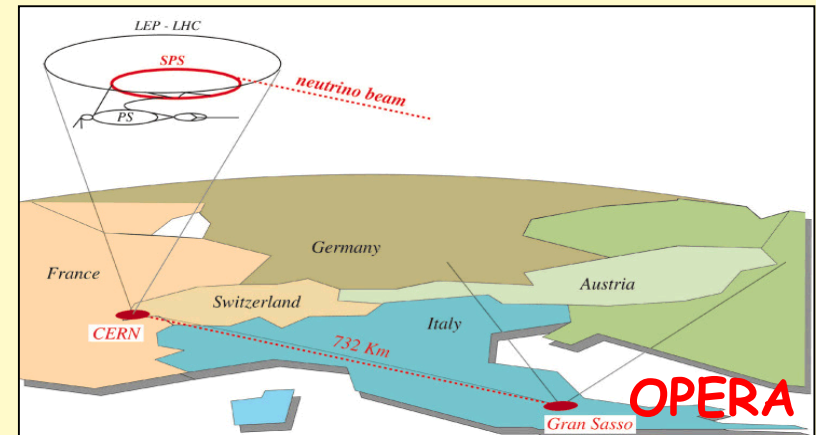 LEP - LHC
SPS
neutrino beam
PS
Germany
France
Austria
Switzerland
Italy
CERN
732 Km
OPERA
Gran Sasso